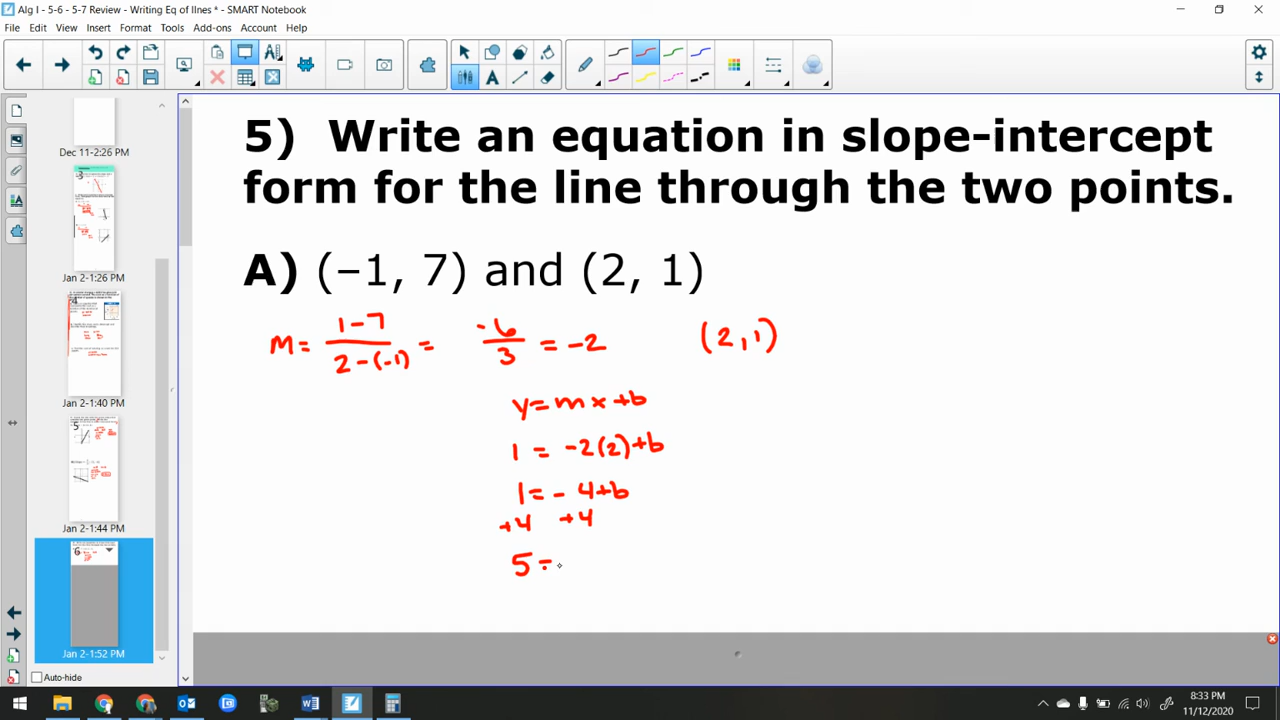 Alg I - 5-6 - 5-7 Review - Writing Eq of lInes * - SMART Notebook
File Edit View Insert Format Tools Add-ons Account Help
Dec 11-2:26 PM
Jan 2-1:26 PM
Jan 2-1:40 PM
Jan 2-1:44 PM
Jan 2-1:52 PM
Auto-hide
5) Write an equation in slope-intercept
form for the line through the two points.
A) (−1, 7) and (2, 1)
m = 1-7 / 2-(-1) = -6 / 3 = -2 (2,1)
y = mx + b
1 = -2(2) + b
1 = -4 + b
+4 +4
5 =
8:33 PM
11/12/2020